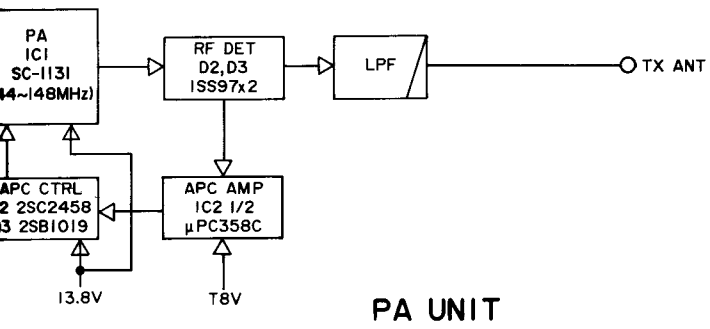 PA
IC1
SC-1131
44~148MHz)
RF DET
D2,D3
1SS97x2
LPF
TX ANT
APC CTRL
2 2SC2458
3 2SB1019
APC AMP
IC2 1/2
μPC358C
13.8V
T8V
PA UNIT